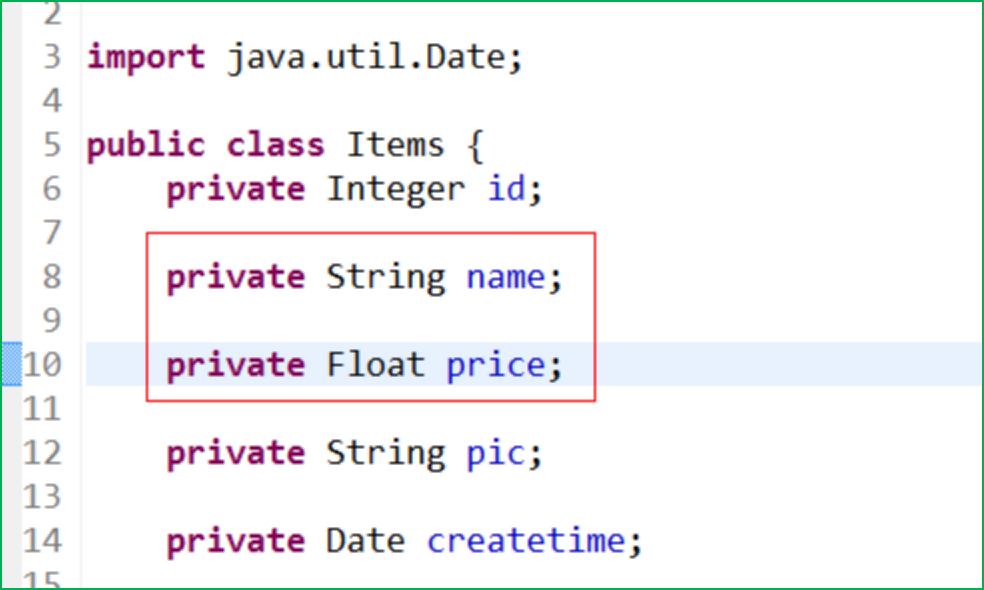 2
3 import java.util.Date;
4
5 public class Items {
6 private Integer id;
7
8 private String name;
9
10 private Float price;
11
12 private String pic;
13
14 private Date createtime;
15